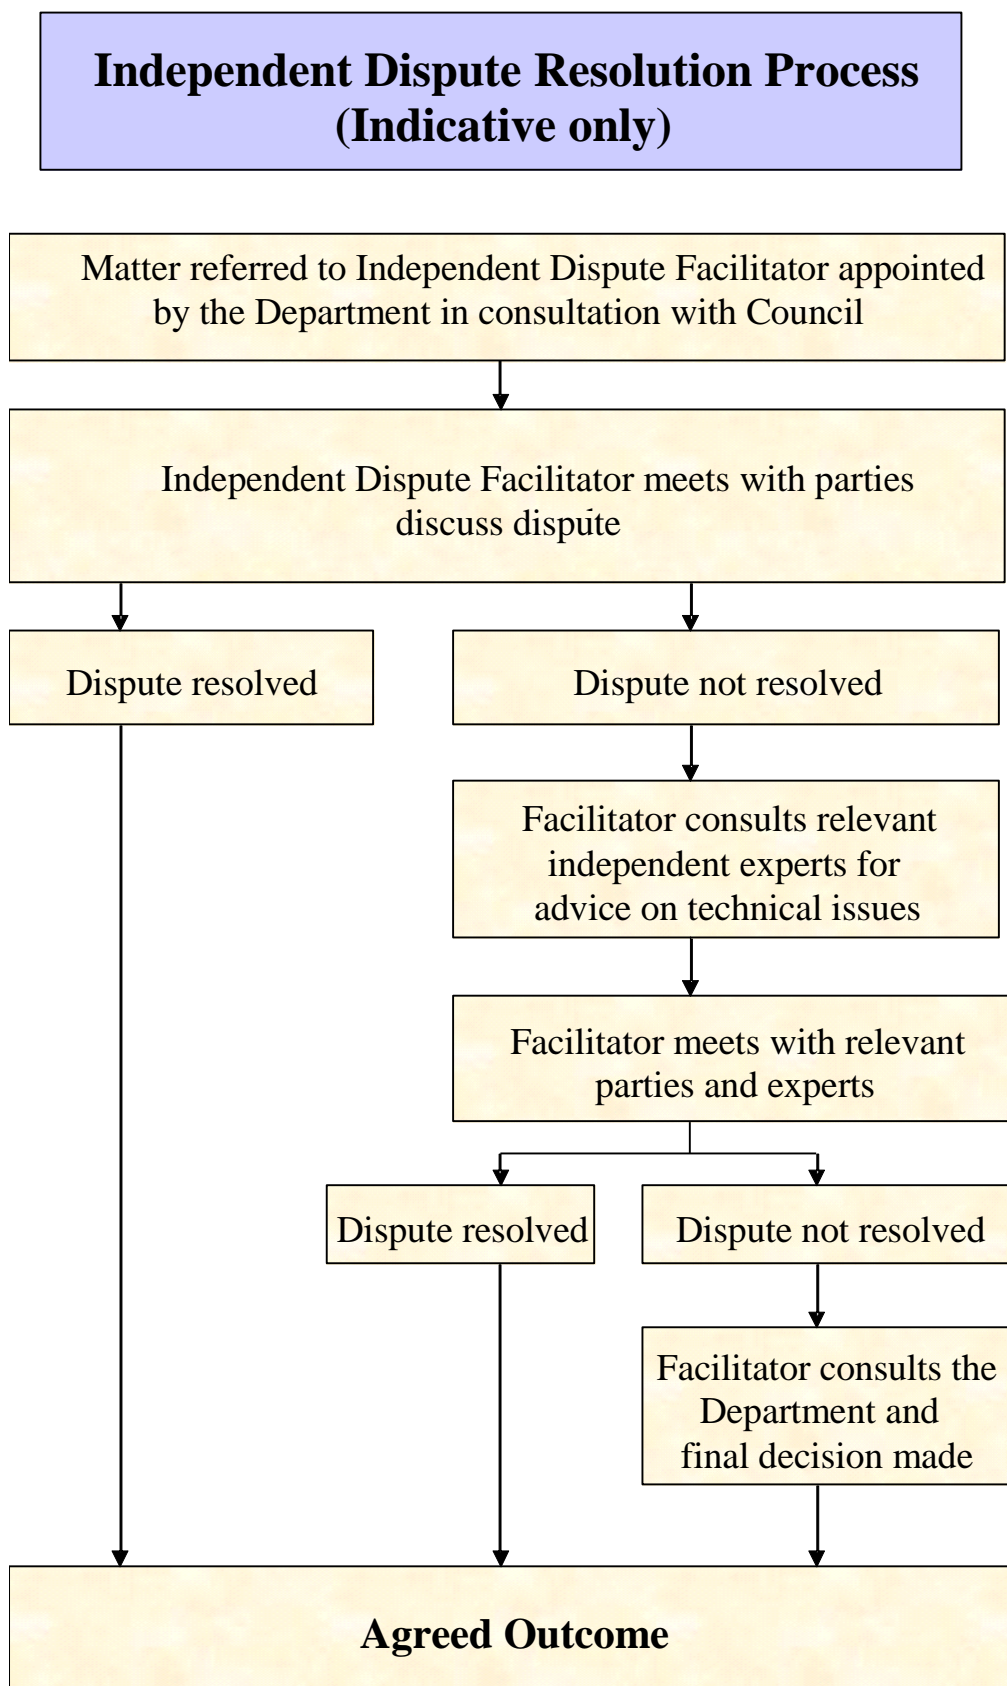 Independent Dispute Resolution Process
(Indicative only)
Matter referred to Independent Dispute Facilitator appointed
by the Department in consultation with Council
Independent Dispute Facilitator meets with parties
discuss dispute
Dispute resolved
Dispute not resolved
Facilitator consults relevant
independent experts for
advice on technical issues
Facilitator meets with relevant
parties and experts
Dispute resolved
Dispute not resolved
Facilitator consults the
Department and
final decision made
Agreed Outcome